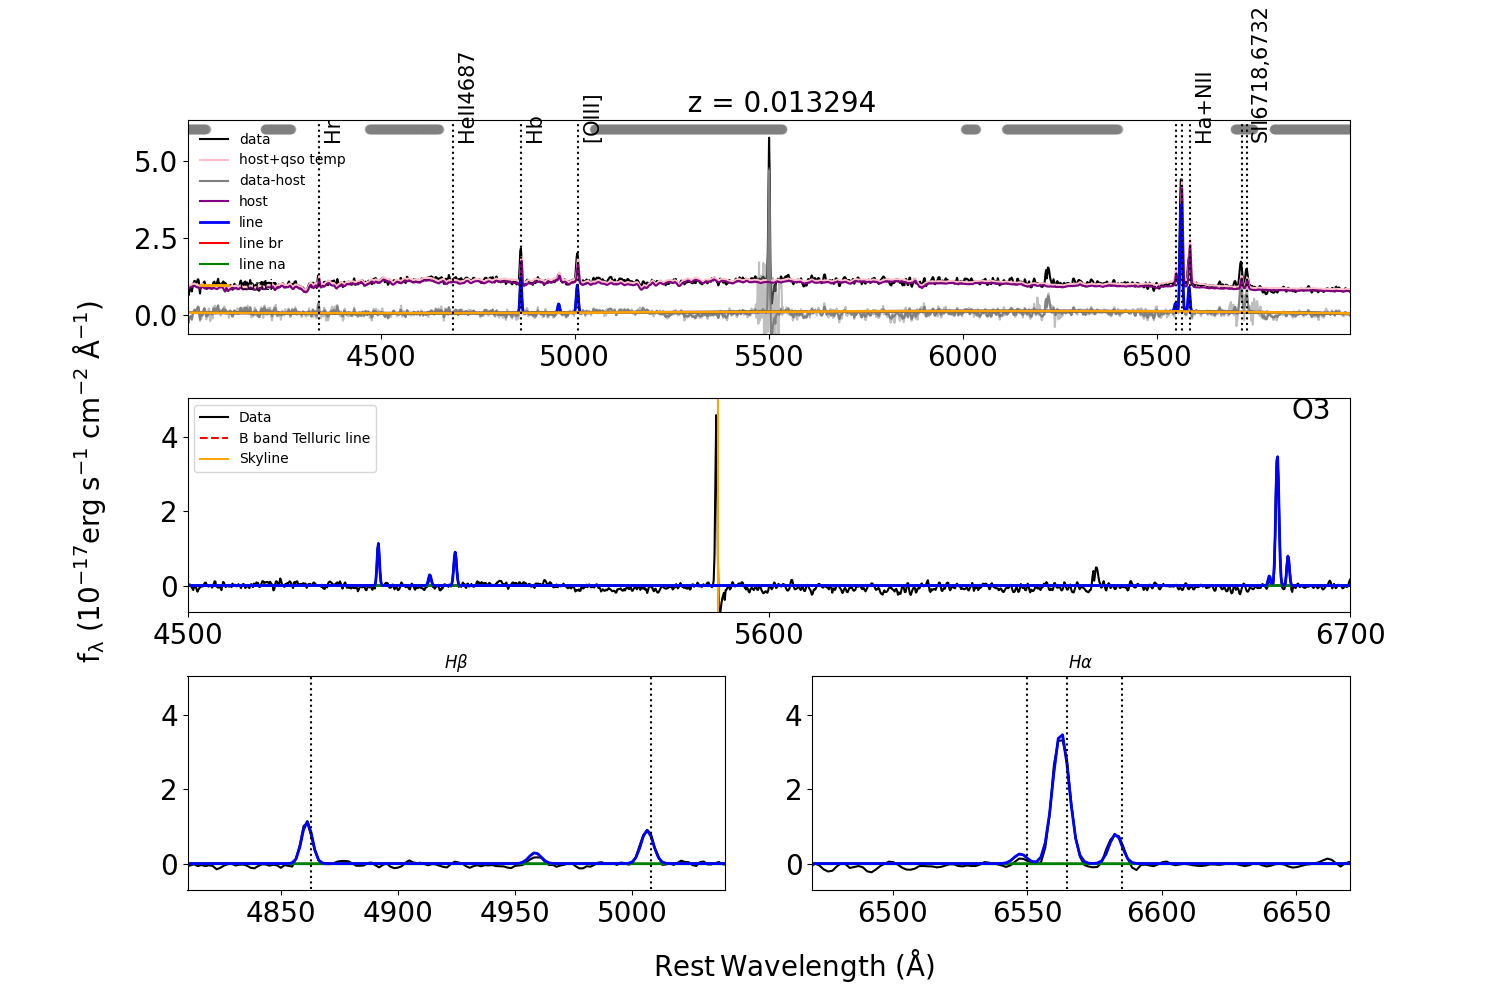 z = 0.013294
Hr
HeII4687
Hb
[OIII]
Ha+NII
SII6718,6732
data
host+qso temp
data-host
host
line
line br
line na
5.0
2.5
0.0
4500 5000 5500 6000 6500
O3
Data
B band Telluric line
Skyline
4
2
0
4500 5600 6700
fλ (10⁻¹⁷erg s⁻¹ cm⁻² Å⁻¹)
Hβ
4
2
0
4850 4900 4950 5000
Hα
4
2
0
6500 6550 6600 6650
Rest Wavelength (Å)